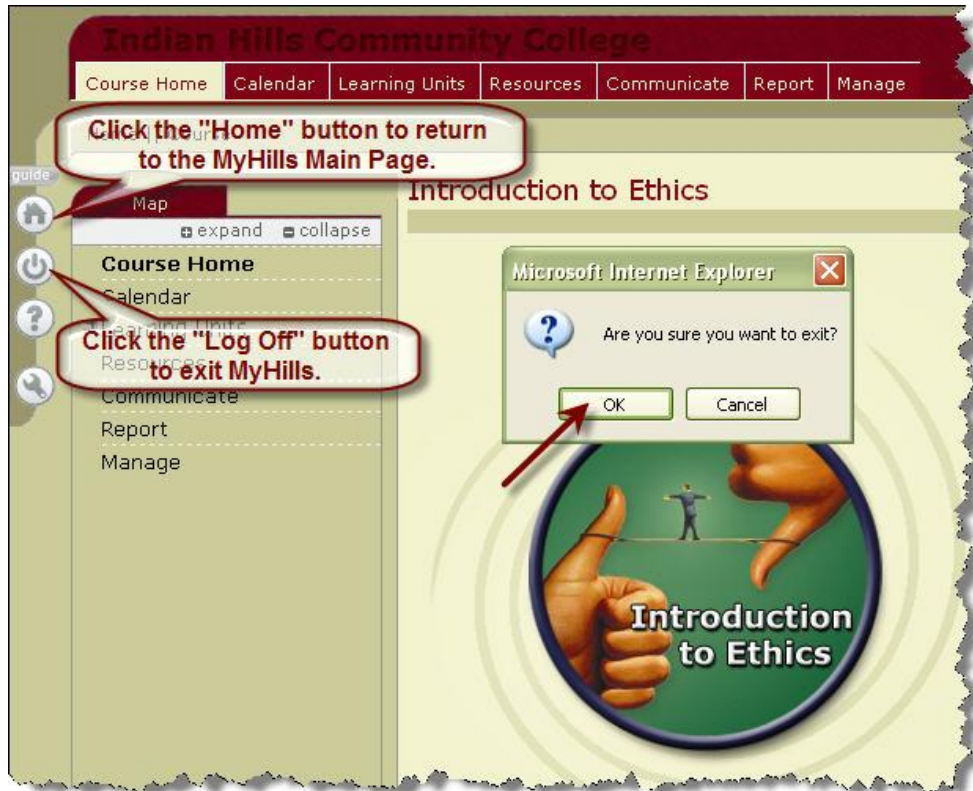 Indian Hills Community College
Course Home Calendar Learning Units Resources Communicate Report Manage
Click the "Home" button to return
to the MyHills Main Page.
guide
Introduction to Ethics
Map
expand collapse
Course Home
Calendar
Learning Units
Click the "Log Off" button
to exit MyHills.
Resources
Communicate
Report
Manage
Microsoft Internet Explorer
Are you sure you want to exit?
OK Cancel
Introduction
to Ethics